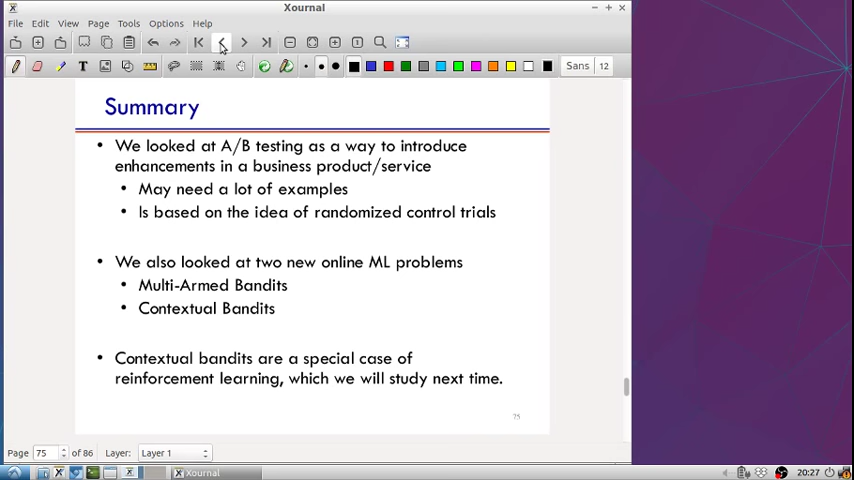 Xournal
File Edit View Page Tools Options Help
Sans 12
Summary
• We looked at A/B testing as a way to introduce
enhancements in a business product/service
• May need a lot of examples
• Is based on the idea of randomized control trials
• We also looked at two new online ML problems
• Multi-Armed Bandits
• Contextual Bandits
• Contextual bandits are a special case of
reinforcement learning, which we will study next time.
75
Page 75 of 86 Layer: Layer 1
Xournal
20:27